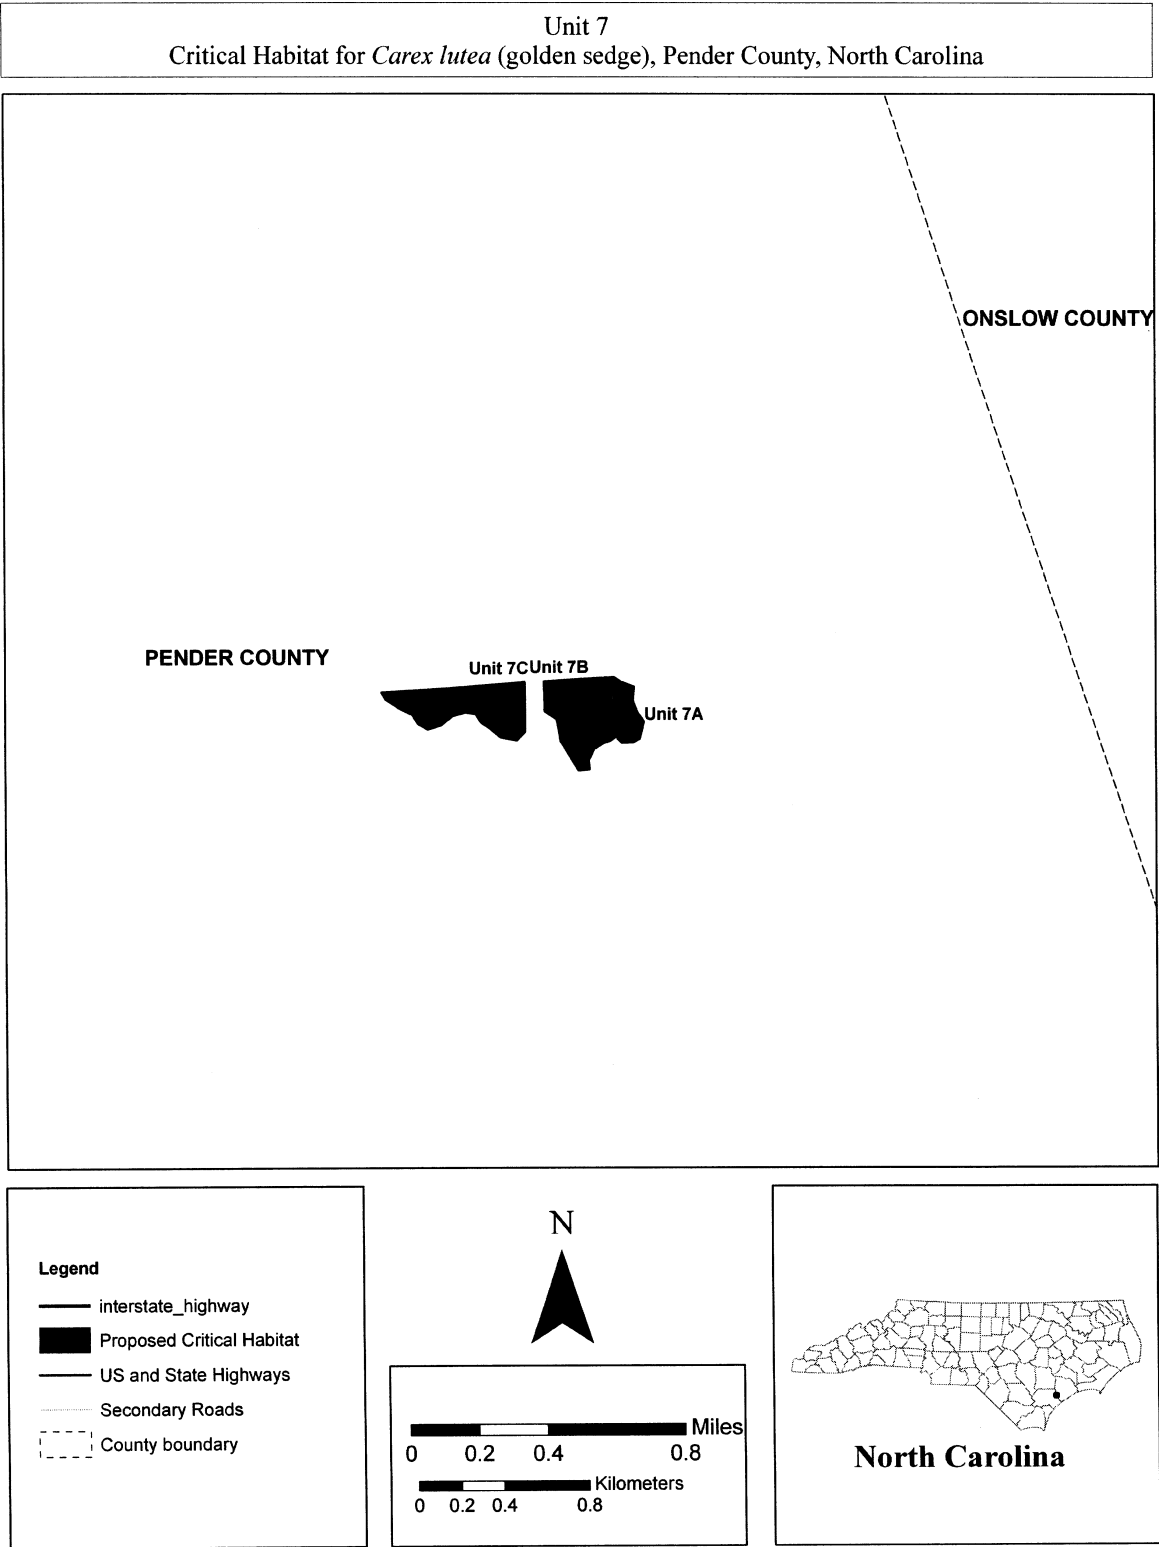 Unit 7
Critical Habitat for Carex lutea (golden sedge), Pender County, North Carolina
ONSLOW COUNTY
PENDER COUNTY
Unit 7C
Unit 7B
Unit 7A
Legend
interstate_highway
Proposed Critical Habitat
US and State Highways
Secondary Roads
County boundary
N
Miles
0 0.2 0.4 0.8
Kilometers
0 0.2 0.4 0.8
North Carolina